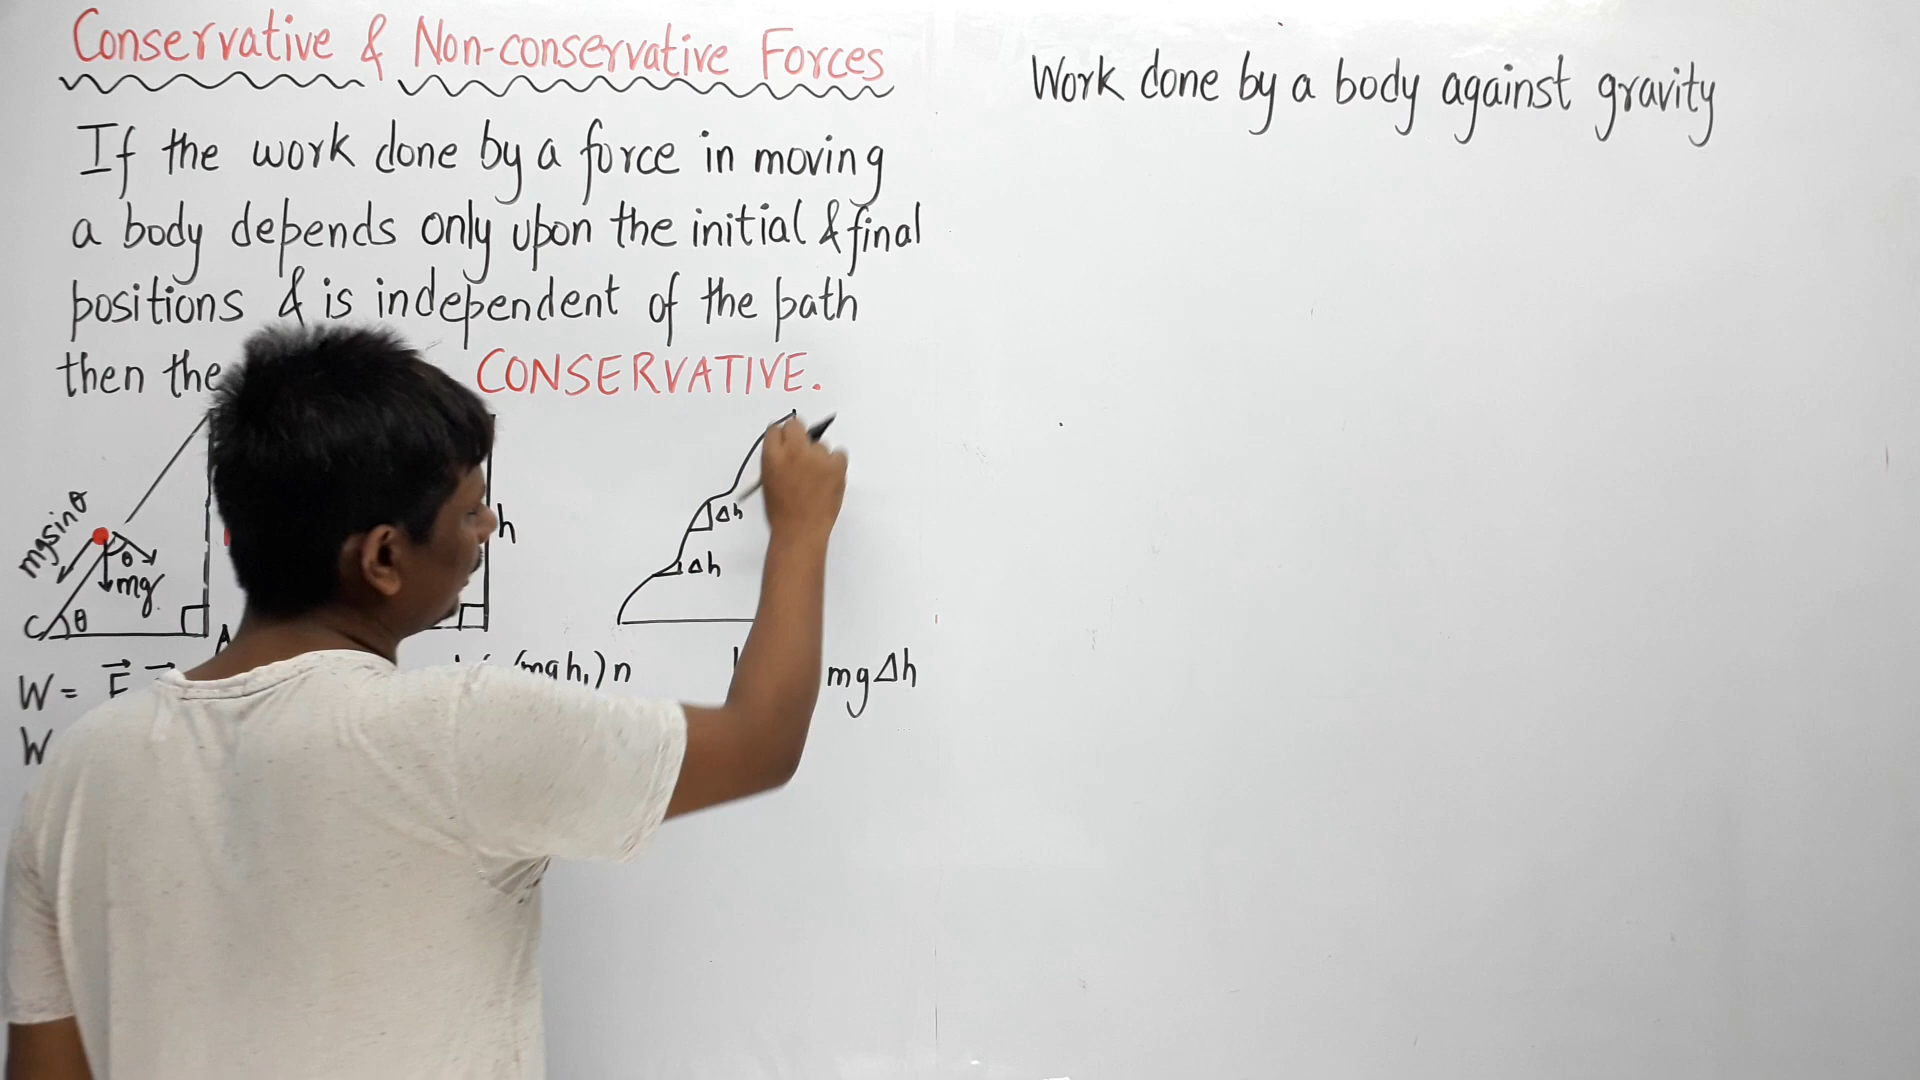 Conservative & Non-conservative Forces
If the work done by a force in moving
a body depends only upon the initial & final
positions & is independent of the path
then the CONSERVATIVE.
Work done by a body against gravity
mg sinθ
θ
mg
C θ
A
h
Δh
Δh
W = F
W
(mgh₁)n
mgΔh